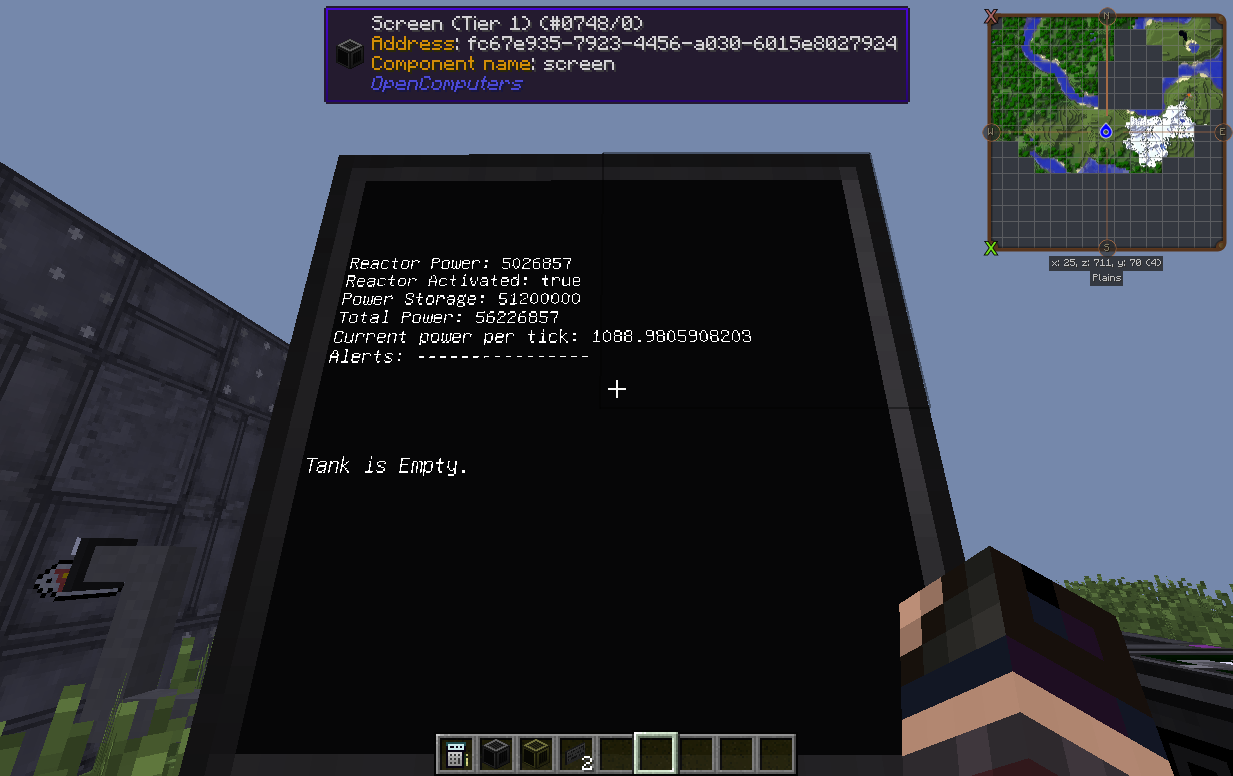 Screen (Tier 1) (#0748/0)
Address: fc67e935-7923-4456-a030-6015e8027924
Component name: screen
OpenComputers
X
N
W
E
X
S
x: 25, z: 711, y: 70 (4)
Plains
Reactor Power: 5026857
Reactor Activated: true
Power Storage: 51200000
Total Power: 56226857
Current power per tick: 1088.9805908203
Alerts: ----------------
Tank is Empty.
i
2